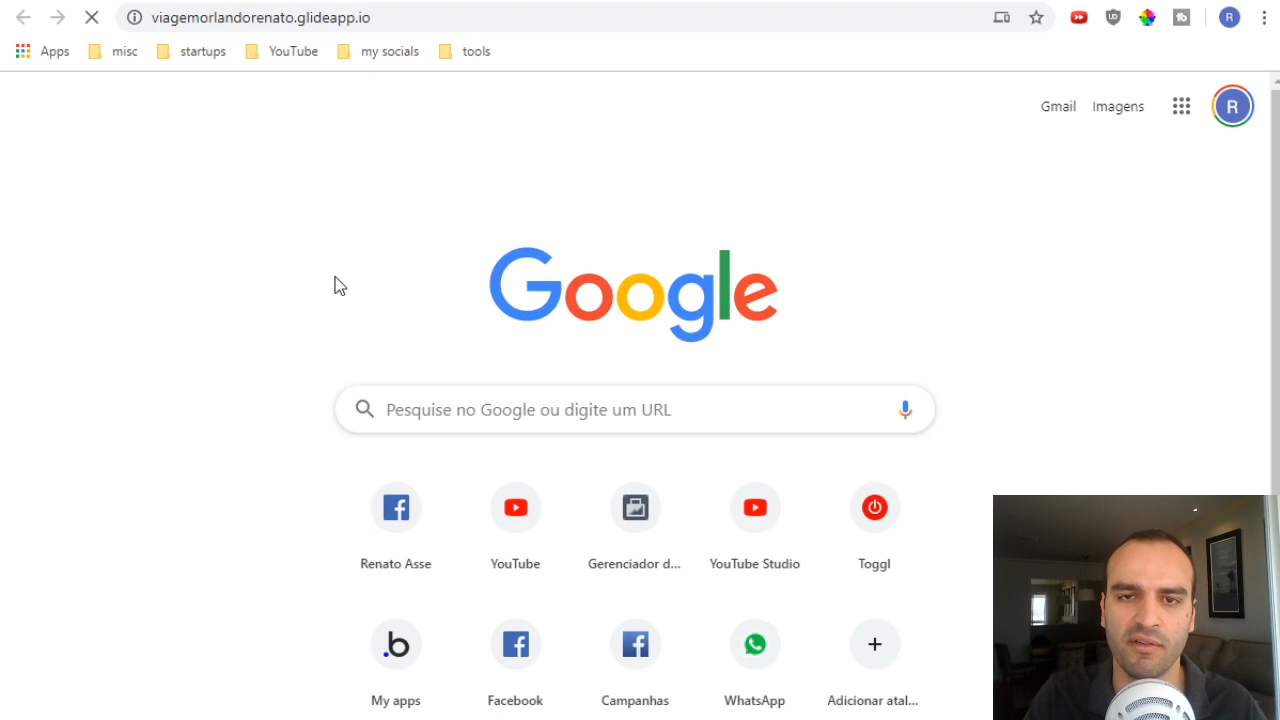 viagemorlandorenato.glideapp.io
Apps misc startups YouTube my socials tools
Gmail Imagens R
Google
Pesquise no Google ou digite um URL
Renato Asse YouTube Gerenciador d... YouTube Studio Toggl
.b
My apps Facebook Campanhas WhatsApp Adicionar atal...